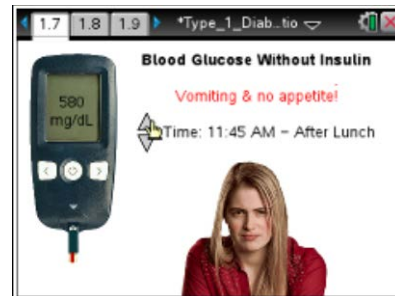 1.7 1.8 1.9 *Type_1_Diab..tio
Blood Glucose Without Insulin
580
mg/dL
Vomiting & no appetite!
Time: 11:45 AM – After Lunch